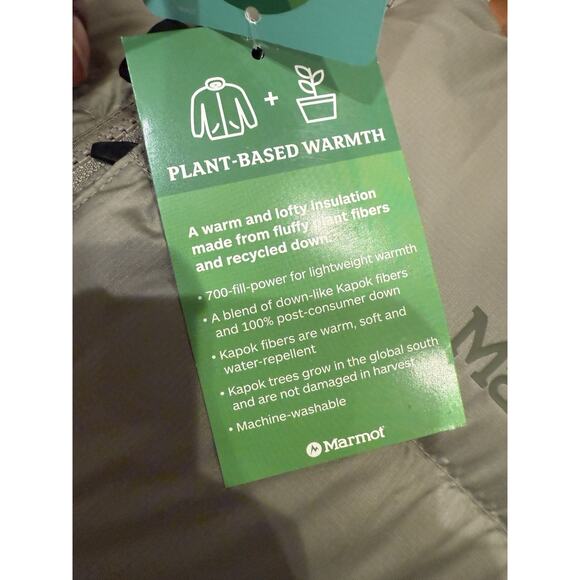 PLANT-BASED WARMTH
A warm and lofty insulation
made from fluffy plant fibers
and recycled down.
• 700-fill-power for lightweight warmth
• A blend of down-like Kapok fibers
and 100% post-consumer down
• Kapok fibers are warm, soft and
water-repellent
• Kapok trees grow in the global south
and are not damaged in harvest
• Machine-washable
Marmot